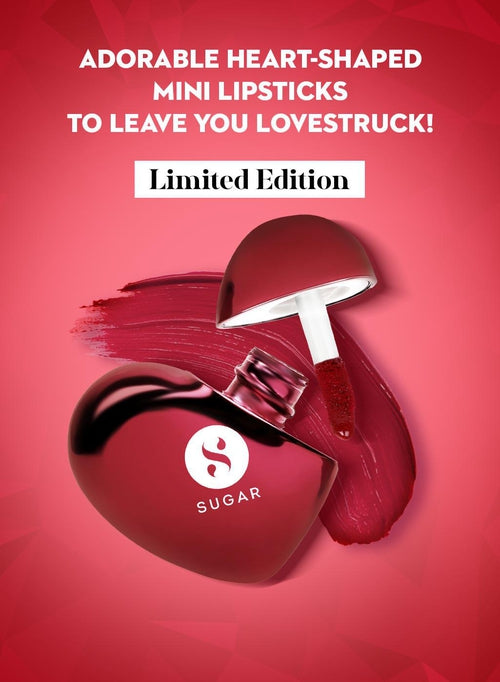 ADORABLE HEART-SHAPED
MINI LIPSTICKS
TO LEAVE YOU LOVESTRUCK!
Limited Edition
SUGAR